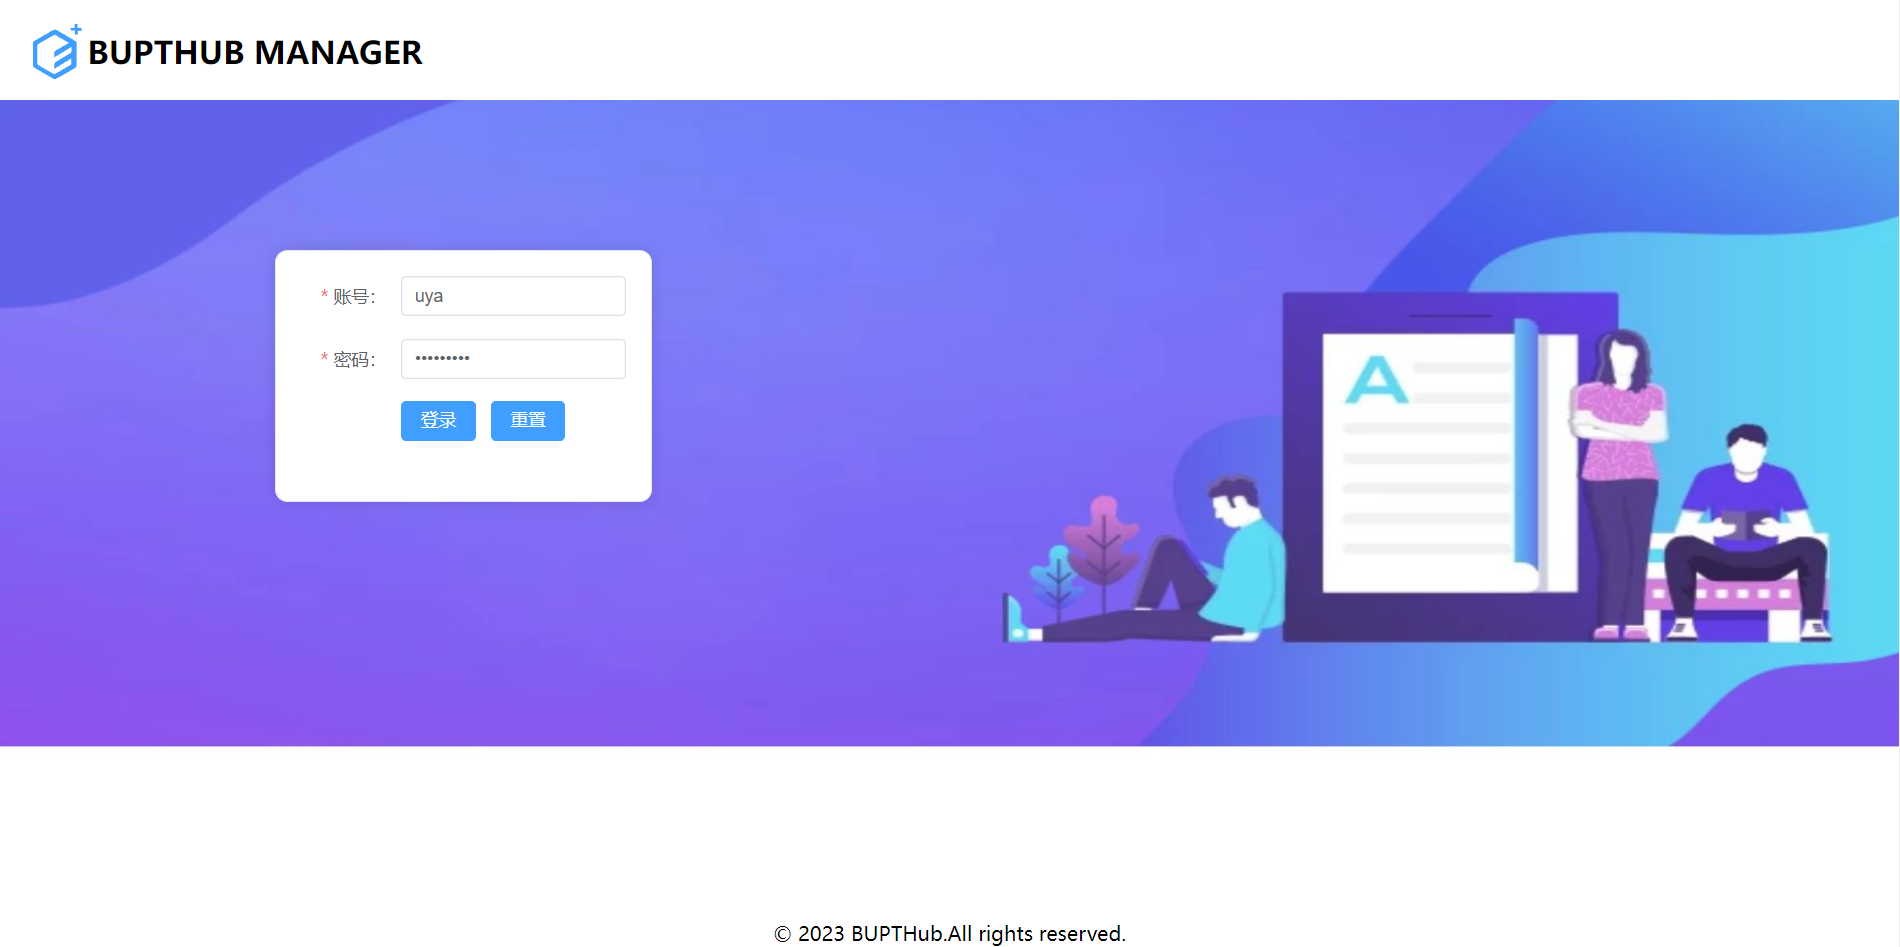 BUPTHUB MANAGER
* 账号： uya
* 密码： •••••••••
登录 重置
A
© 2023 BUPTHub.All rights reserved.